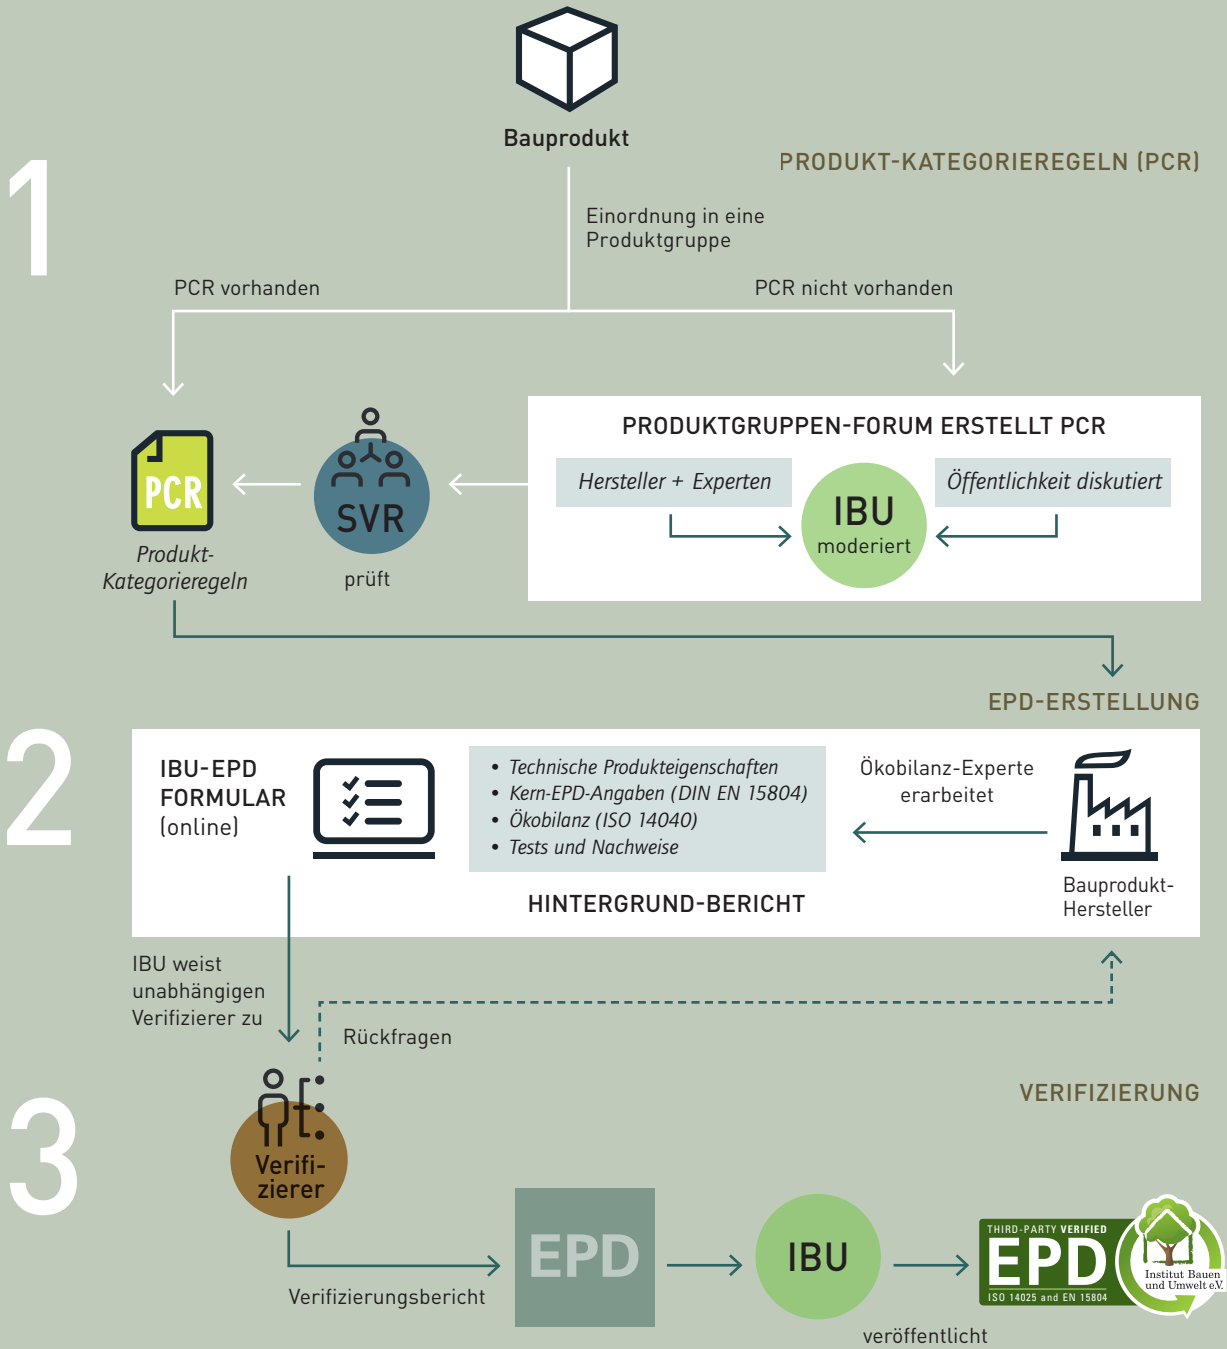 Bauprodukt
1
PRODUKT-KATEGORIEREGELN (PCR)
Einordnung in eine
Produktgruppe
PCR vorhanden
PCR nicht vorhanden
PRODUKTGRUPPEN-FORUM ERSTELLT PCR
Hersteller + Experten
IBU
moderiert
Öffentlichkeit diskutiert
SVR
prüft
PCR
Produkt-
Kategorieregeln
2
EPD-ERSTELLUNG
IBU-EPD
FORMULAR
(online)
• Technische Produkteigenschaften
• Kern-EPD-Angaben (DIN EN 15804)
• Ökobilanz (ISO 14040)
• Tests und Nachweise
HINTERGRUND-BERICHT
Ökobilanz-Experte
erarbeitet
Bauprodukt-
Hersteller
IBU weist
unabhängigen
Verifizierer zu
Rückfragen
3
VERIFIZIERUNG
Verifi-
zierer
Verifizierungsbericht
EPD
IBU
veröffentlicht
THIRD-PARTY VERIFIED
EPD
ISO 14025 and EN 15804
Institut Bauen
und Umwelt e.V.